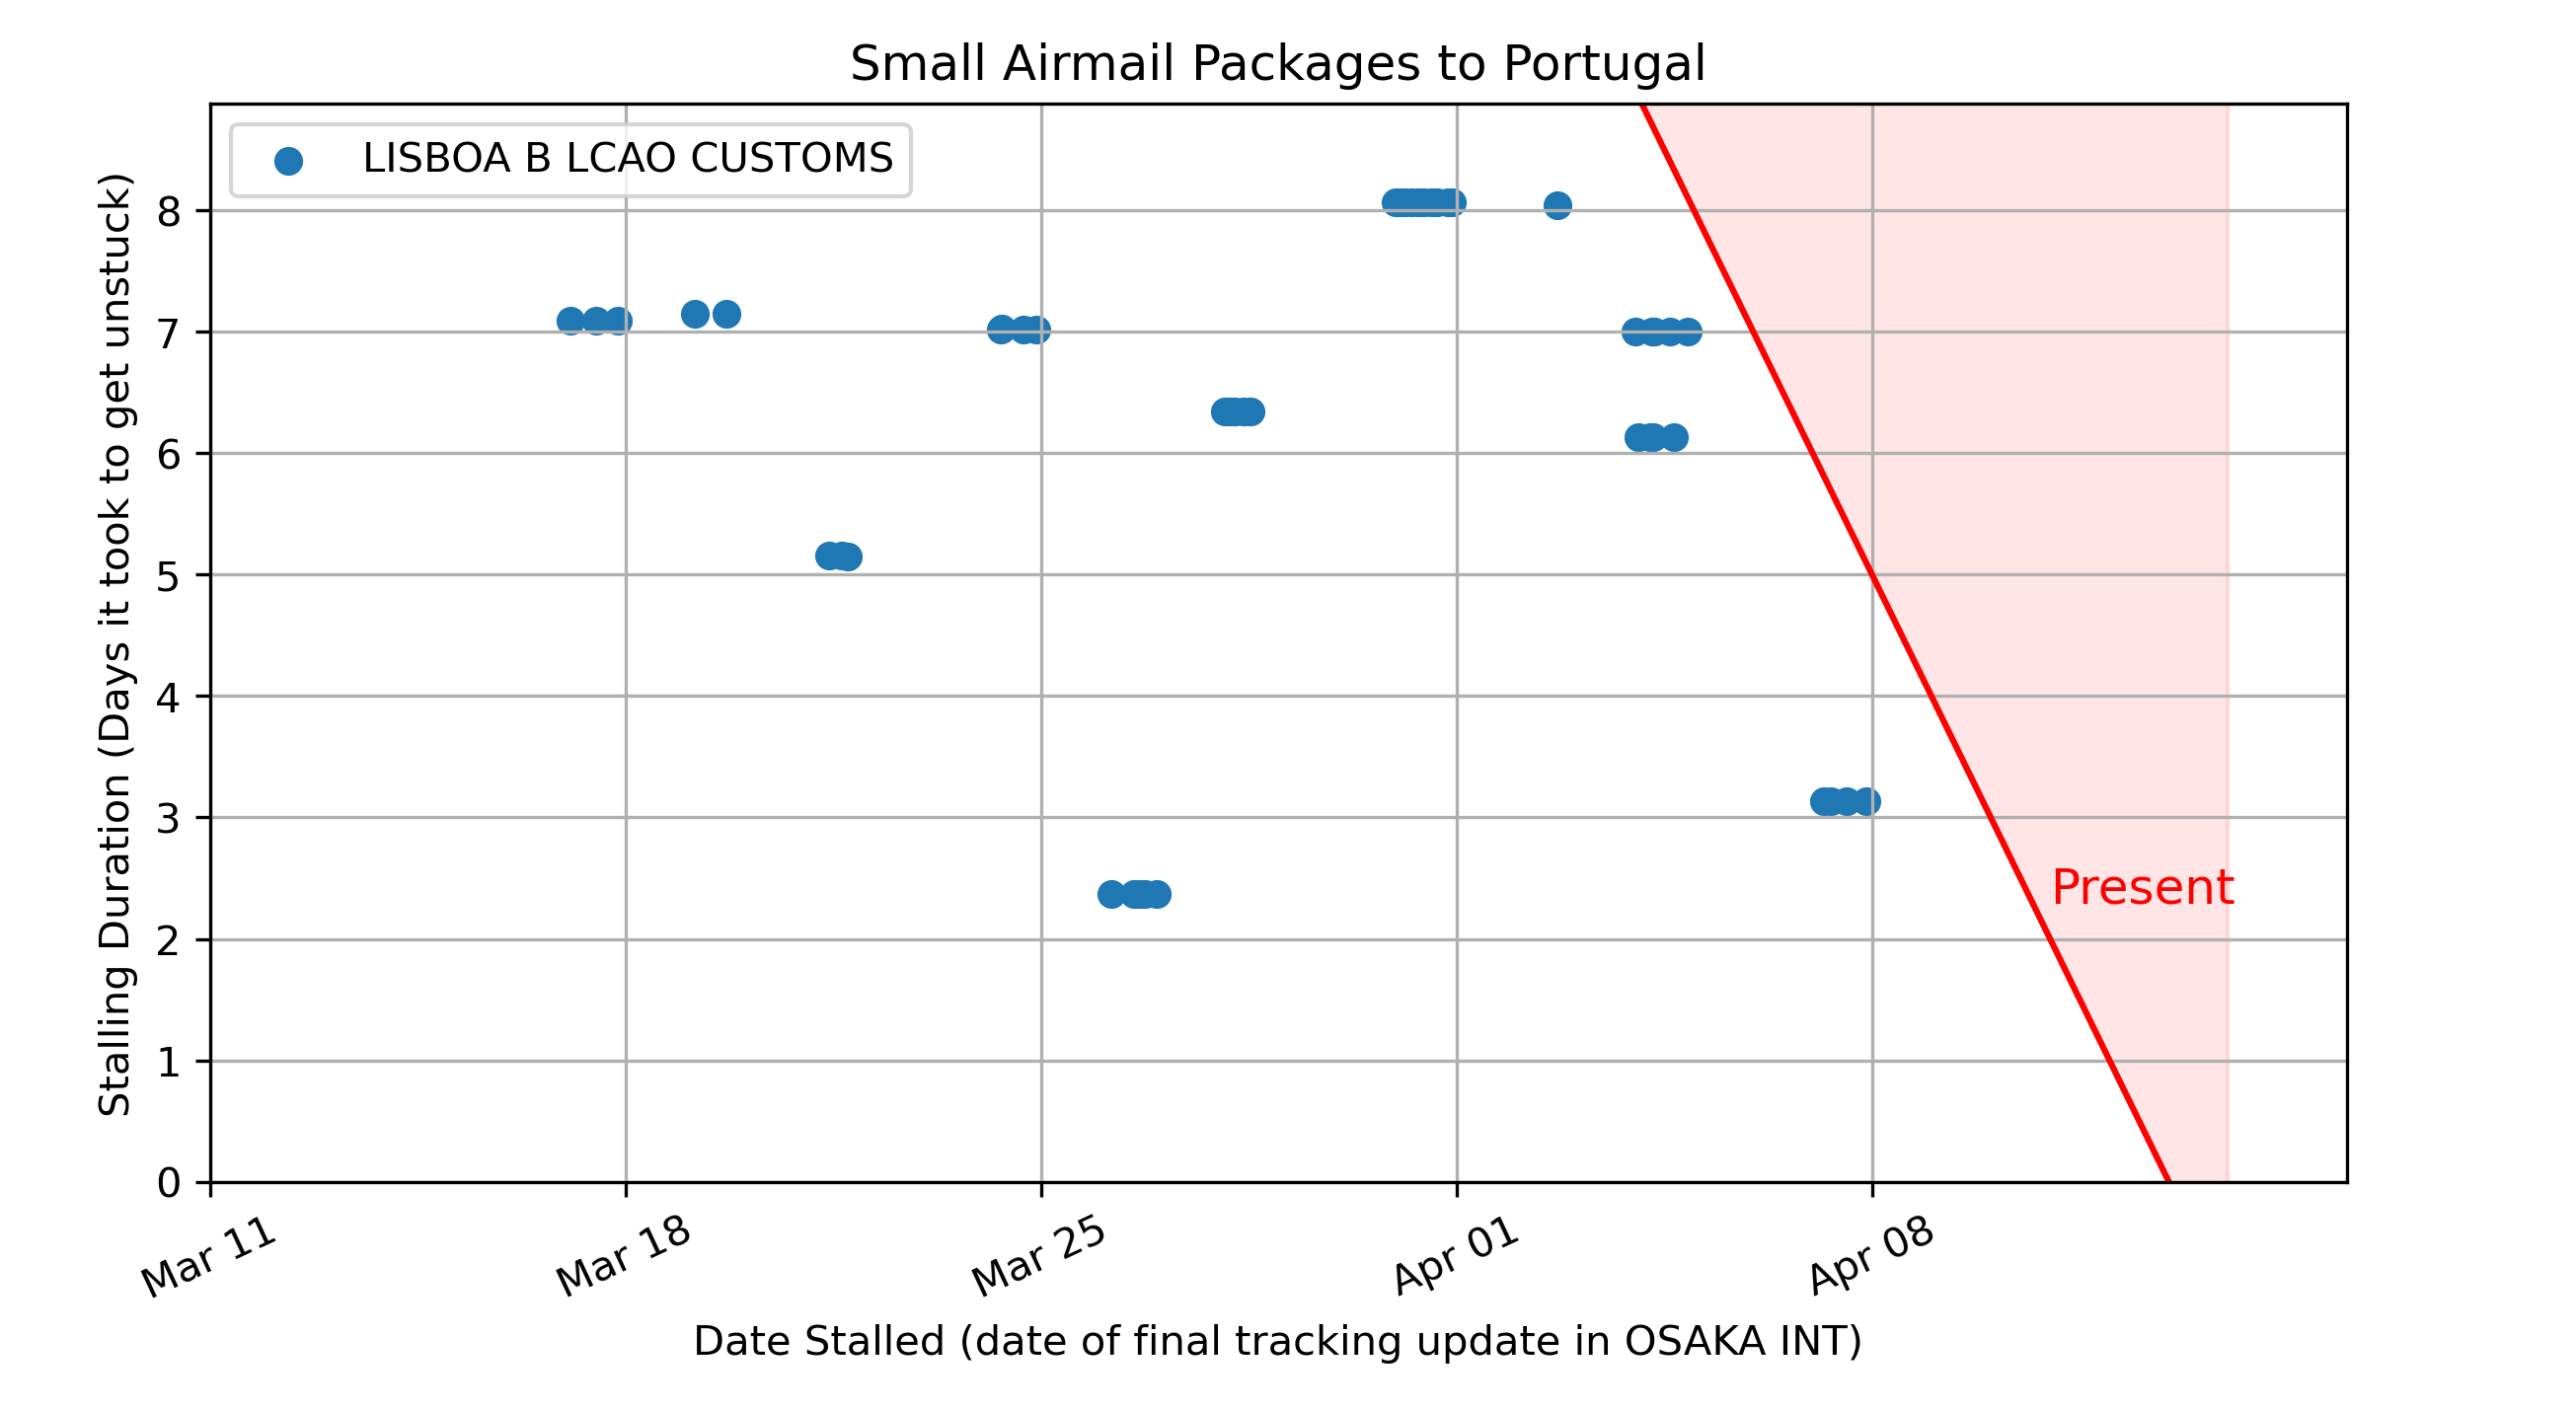 Small Airmail Packages to Portugal
LISBOA B LCAO CUSTOMS
Stalling Duration (Days it took to get unstuck)
8
7
6
5
4
3
2
1
0
Present
Mar 11
Mar 18
Mar 25
Apr 01
Apr 08
Date Stalled (date of final tracking update in OSAKA INT)